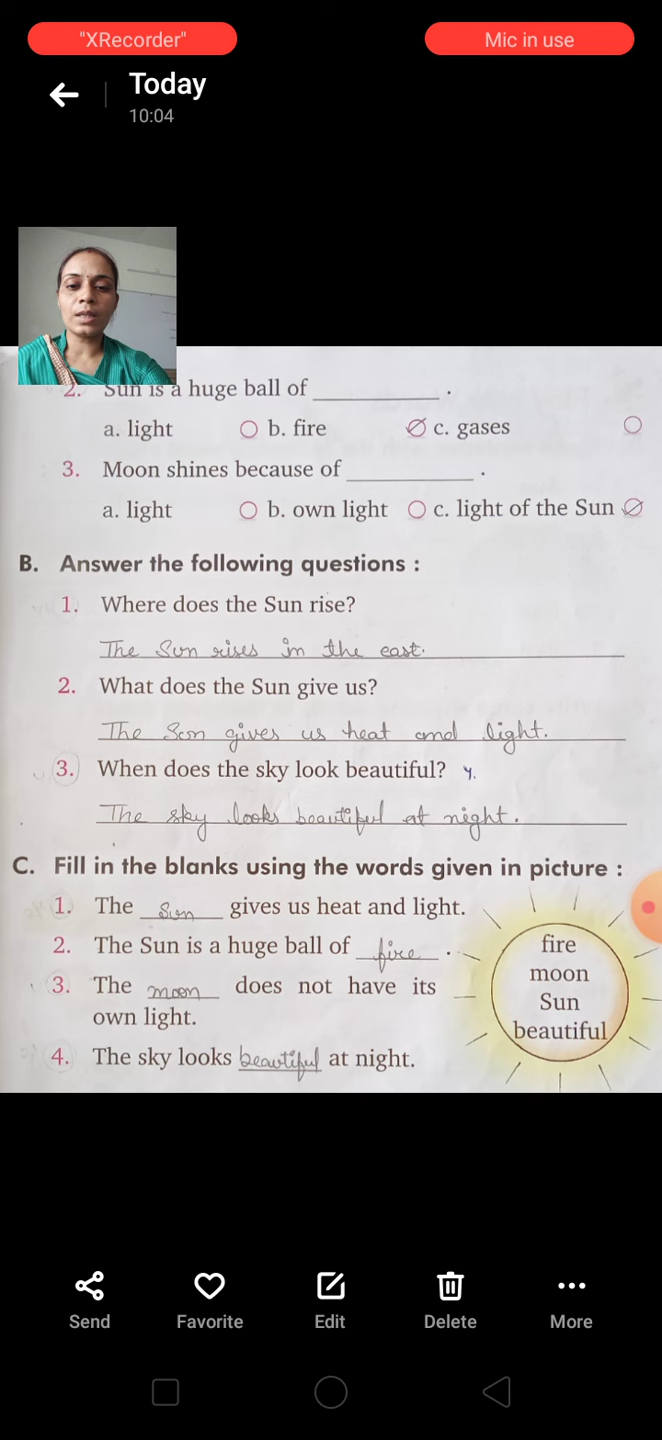 "XRecorder" Mic in use
Today
10:04
2. Sun is a huge ball of ____________ .
a. light b. fire c. gases
3. Moon shines because of ____________ .
a. light b. own light c. light of the Sun
B. Answer the following questions :
1. Where does the Sun rise?
The Sun rises in the east.
2. What does the Sun give us?
The Sun gives us heat and light.
3. When does the sky look beautiful? 4.
The sky looks beautiful at night.
C. Fill in the blanks using the words given in picture :
1. The Sun gives us heat and light.
2. The Sun is a huge ball of fire .
3. The moon does not have its
own light.
4. The sky looks beautiful at night.
fire
moon
Sun
beautiful
Send Favorite Edit Delete More